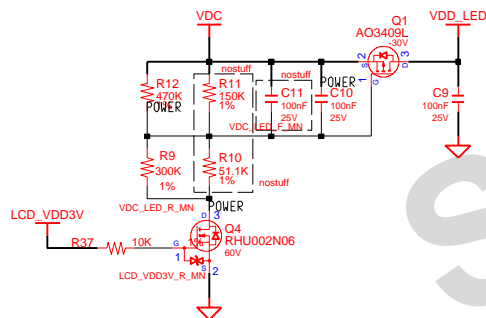 VDC
Q1
VDD_LED
AO3409L
-30V
nostuff
2
S
D
3
G
1
R12
470K
1%
POWER
R11
150K
1%
nostuff
C11
100nF
25V
POWER
C10
100nF
25V
C9
100nF
25V
VDC_LED_F_MN
R9
300K
1%
R10
51.1K
1%
nostuff
VDC_LED_R_MN
POWER
LCD_VDD3V
D
3
Q4
RHU002N06
60V
R37
10K
G
1%
1
S
2
LCD_VDD3V_R_MN
S